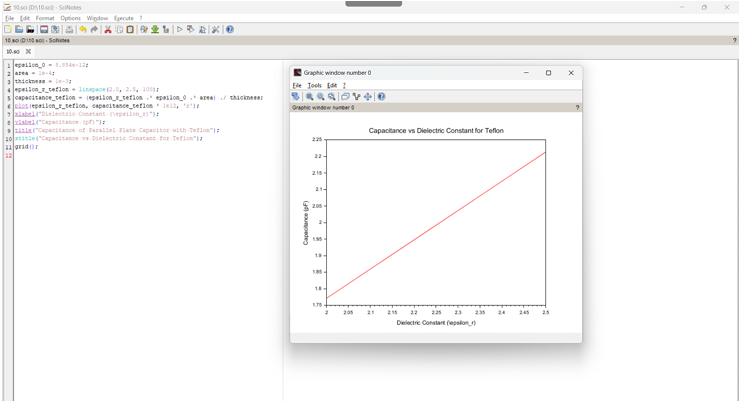 10.sci (D:\10.sci) - SciNotes
File Edit Format Options Window Execute ?
10.sci (D:\10.sci) - SciNotes
?
10.sci
1 epsilon_0 = 8.854e-12;
2 area = 1e-4;
3 thickness = 1e-3;
4 epsilon_r_teflon = linspace(2.0, 2.5, 100);
5 capacitance_teflon = (epsilon_r_teflon .* epsilon_0 .* area) ./ thickness;
6 plot(epsilon_r_teflon, capacitance_teflon * 1e12, 'r');
7 xlabel("Dielectric Constant (\epsilon_r)");
8 ylabel("Capacitance (pF)");
9 title("Capacitance of Parallel Plate Capacitor with Teflon");
10 xtitle("Capacitance vs Dielectric Constant for Teflon");
11 grid();
12
Graphic window number 0
File Tools Edit ?
Graphic window number 0
?
Capacitance vs Dielectric Constant for Teflon
2.25
2.2
2.15
2.1
2.05
2
1.95
1.9
1.85
1.8
1.75
Capacitance (pF)
2 2.05 2.1 2.15 2.2 2.25 2.3 2.35 2.4 2.45 2.5
Dielectric Constant (\epsilon_r)